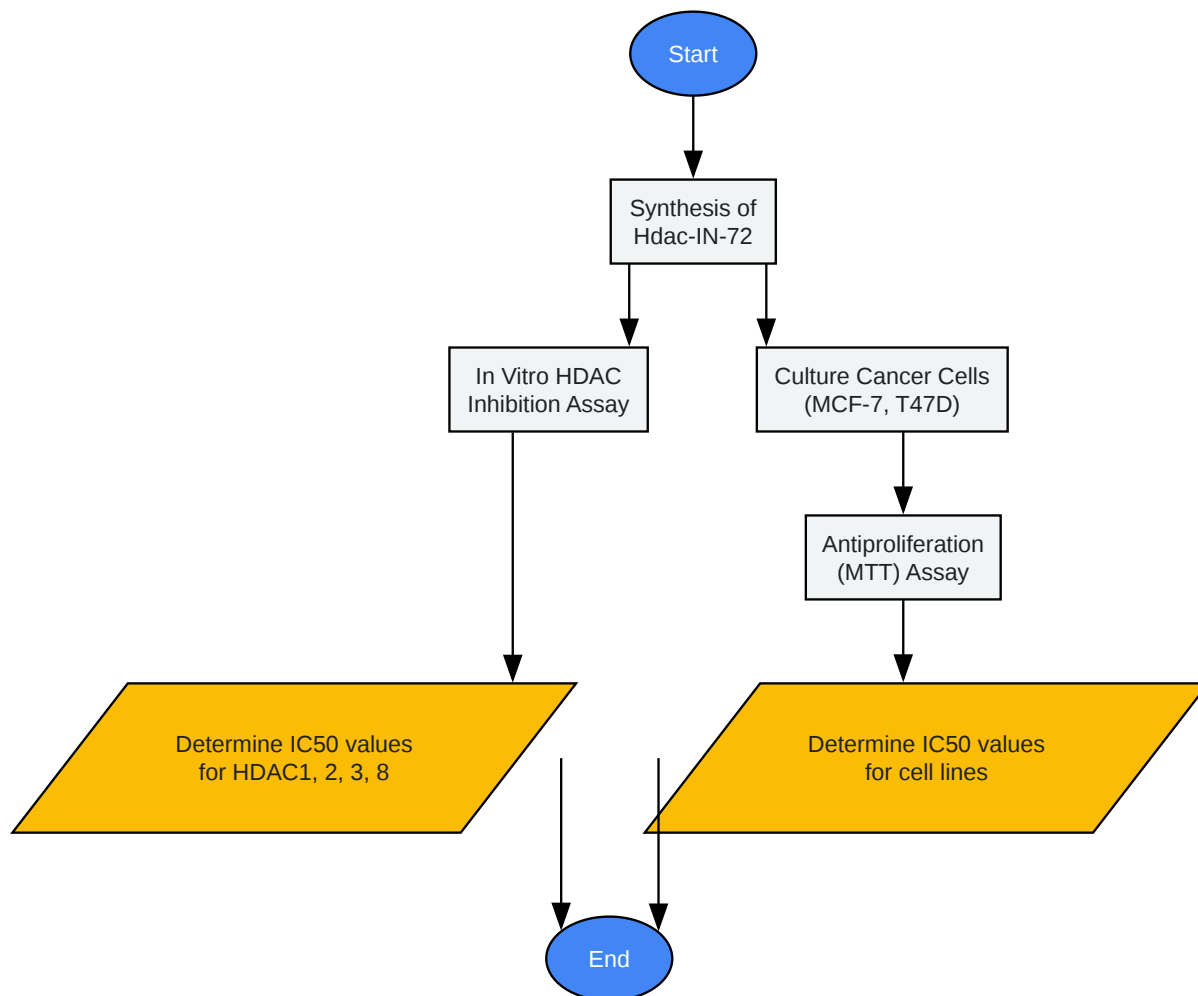 Start
Synthesis of
Hdac-IN-72
In Vitro HDAC
Inhibition Assay
Culture Cancer Cells
(MCF-7, T47D)
Antiproliferation
(MTT) Assay
Determine IC50 values
for HDAC1, 2, 3, 8
Determine IC50 values
for cell lines
End